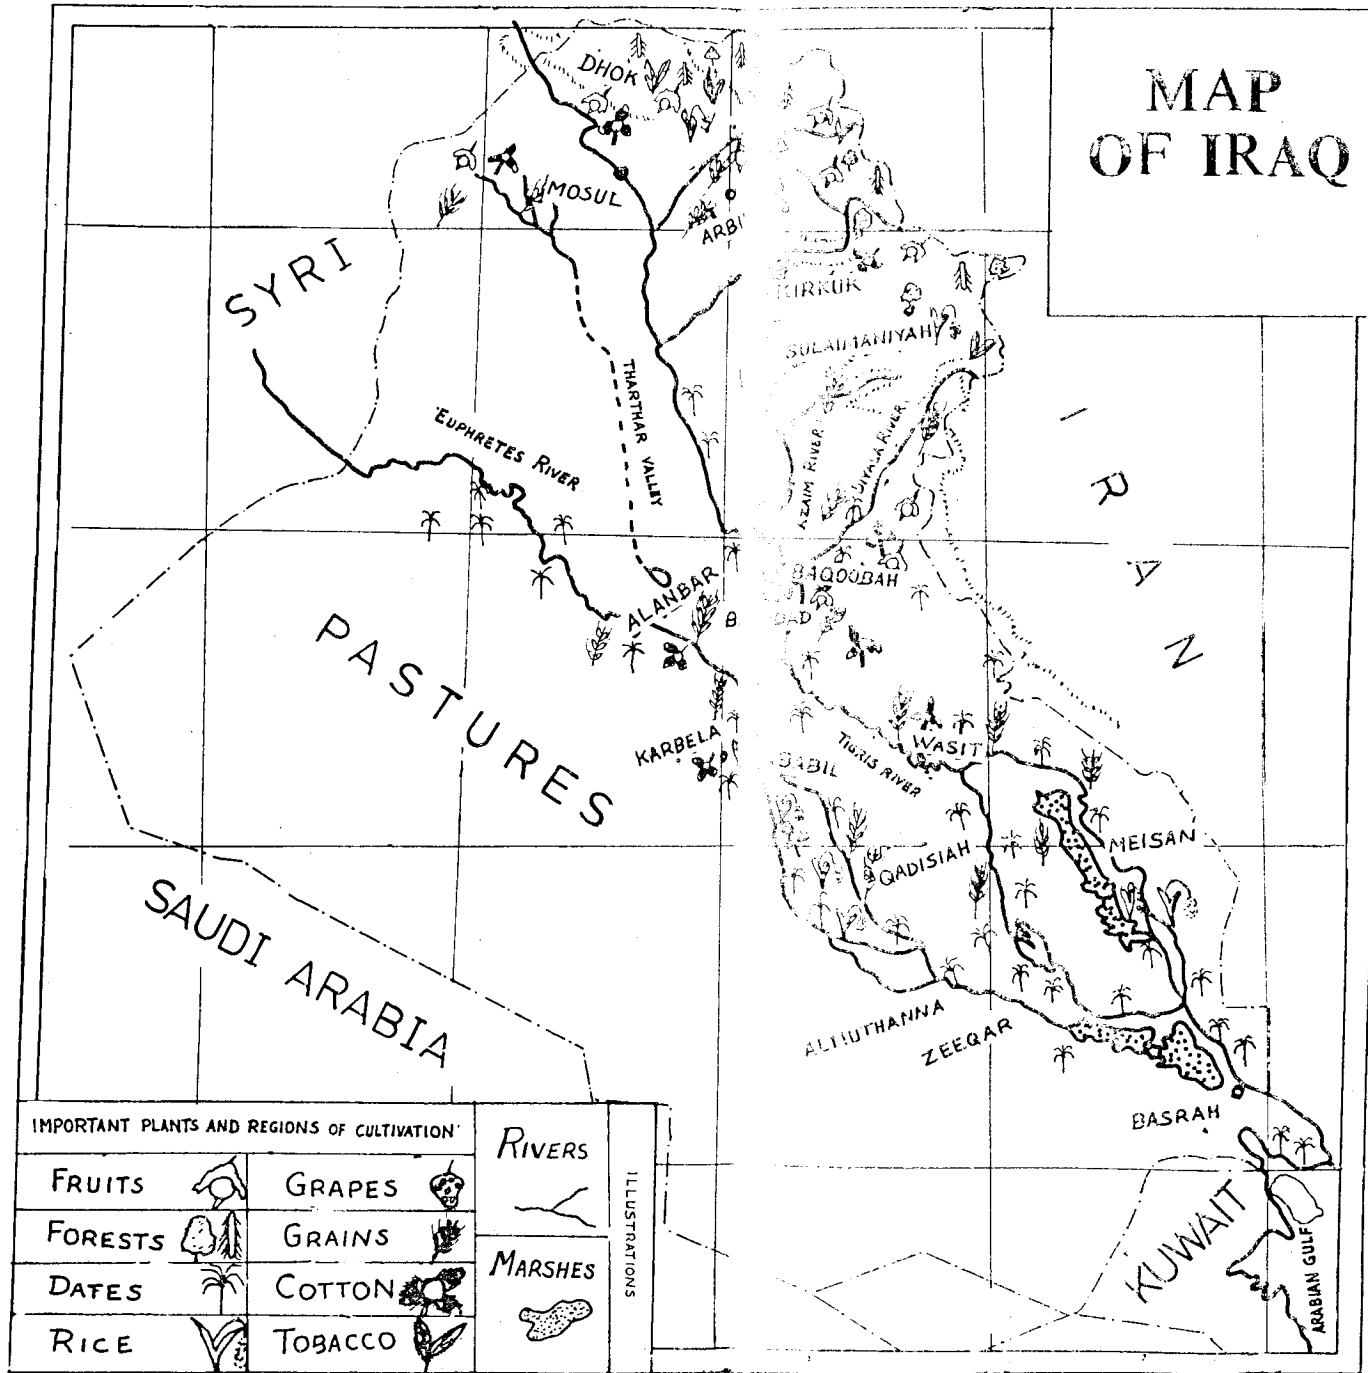 MAP
OF IRAQ
DHOK
MOSUL
ARBI
SYRI
KIRKUK
SULAIMANIYAH
IRAN
THARTHAR VALLEY
EUPHRETES RIVER
AZAIM RIVER
DIYALA RIVER
BAQOOBAH
ALANBAR
B DAD
PASTURES
KARBELA
BABIL
TIGRIS RIVER
WASIT
QADISIAH
MEISAN
SAUDI ARABIA
ALMUTHANNA
ZEEQAR
BASRAH
KUWAIT
ARABIAN GULF
IMPORTANT PLANTS AND REGIONS OF CULTIVATION
FRUITS
GRAPES
FORESTS
GRAINS
DATES
COTTON
RICE
TOBACCO
RIVERS
MARSHES
ILLUSTRATIONS